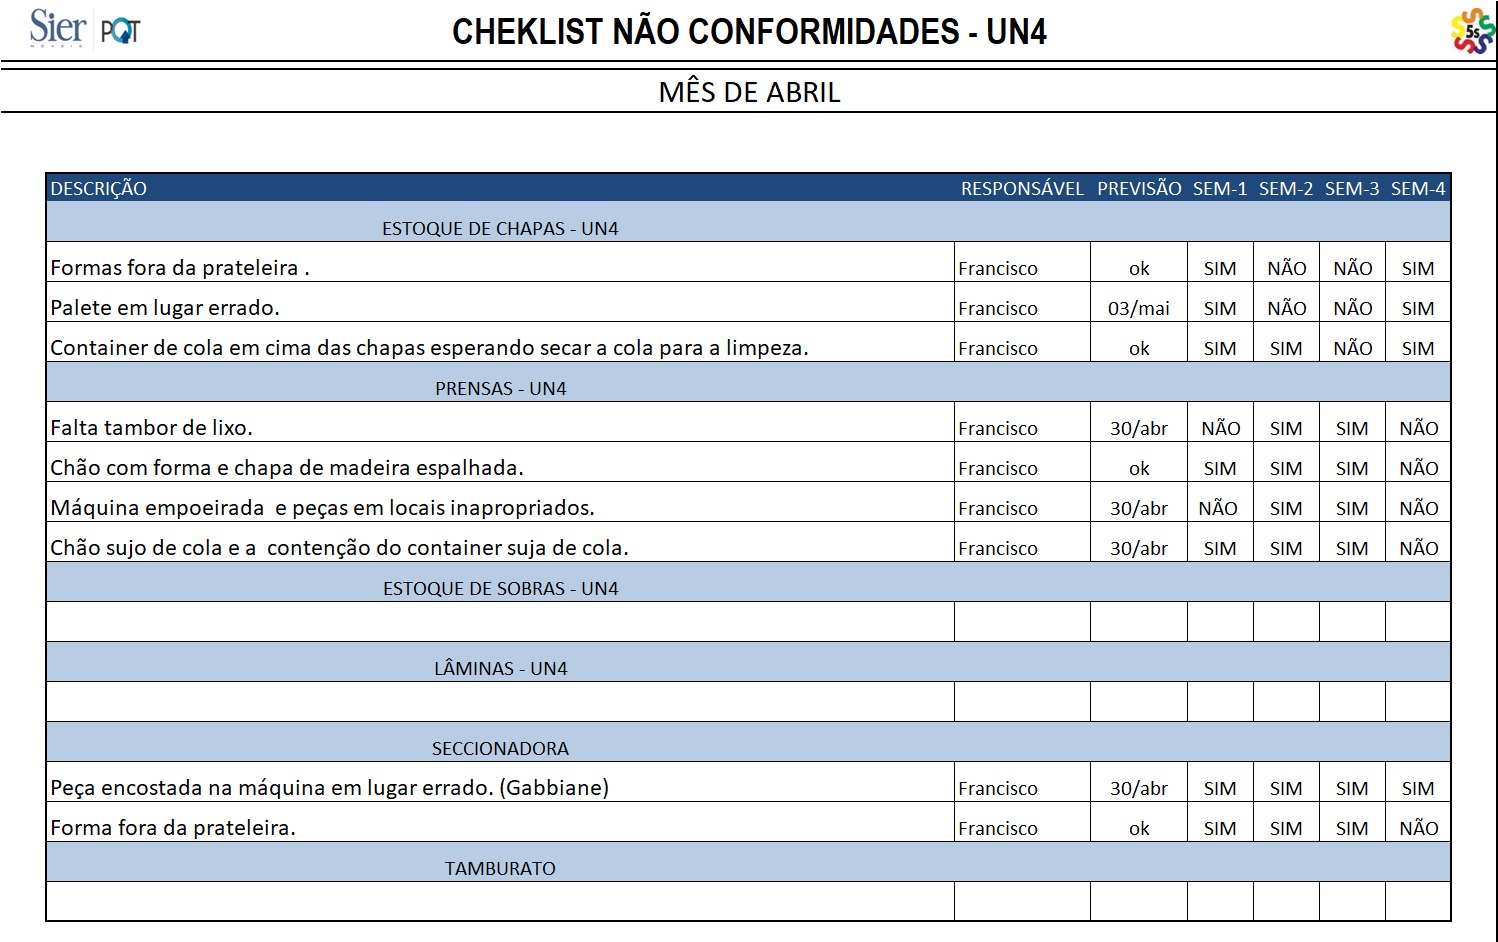 Sier PQT
MÓVEIS
CHEKLIST NÃO CONFORMIDADES - UN4
5s
MÊS DE ABRIL
DESCRIÇÃO RESPONSÁVEL PREVISÃO SEM-1 SEM-2 SEM-3 SEM-4
ESTOQUE DE CHAPAS - UN4
Formas fora da prateleira . Francisco ok SIM NÃO NÃO SIM
Palete em lugar errado. Francisco 03/mai SIM NÃO NÃO SIM
Container de cola em cima das chapas esperando secar a cola para a limpeza. Francisco ok SIM SIM NÃO SIM
PRENSAS - UN4
Falta tambor de lixo. Francisco 30/abr NÃO SIM SIM NÃO
Chão com forma e chapa de madeira espalhada. Francisco ok SIM SIM SIM NÃO
Máquina empoeirada  e peças em locais inapropriados. Francisco 30/abr NÃO SIM SIM NÃO
Chão sujo de cola e a  contenção do container suja de cola. Francisco 30/abr SIM SIM SIM NÃO
ESTOQUE DE SOBRAS - UN4
LÂMINAS - UN4
SECCIONADORA
Peça encostada na máquina em lugar errado. (Gabbiane) Francisco 30/abr SIM SIM SIM SIM
Forma fora da prateleira. Francisco ok SIM SIM SIM NÃO
TAMBURATO